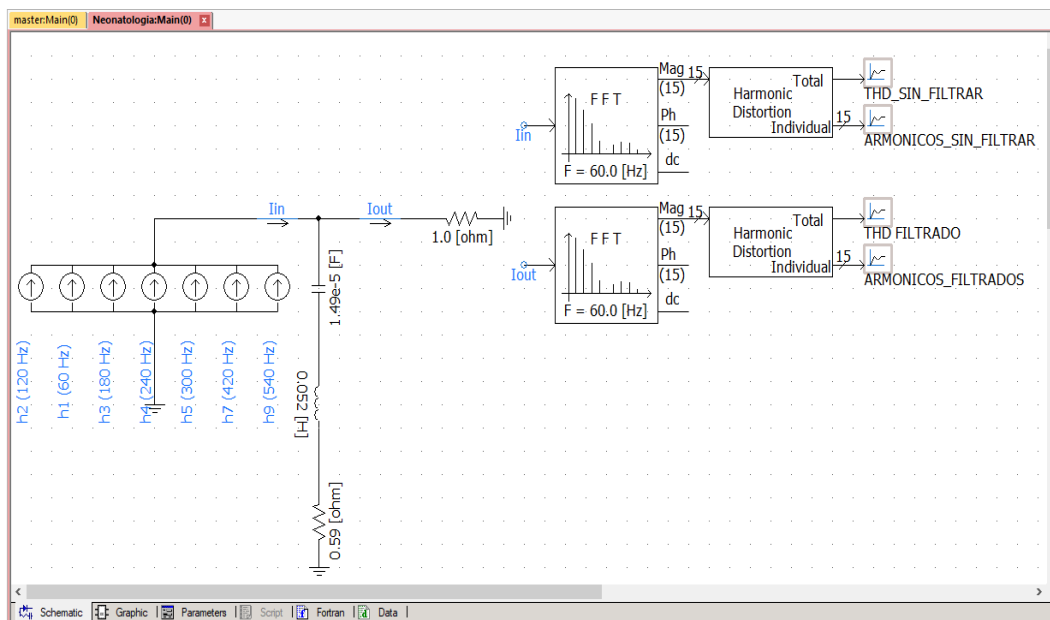 master:Main(0) Neonatologia:Main(0) x
Mag 15
(15)
Ph
(15)
dc
FFT
F = 60.0 [Hz]
Iin
Harmonic
Distortion
Total
Individual
15
THD_SIN_FILTRAR
ARMONICOS_SIN_FILTRAR
Mag 15
(15)
Ph
(15)
dc
FFT
F = 60.0 [Hz]
Iout
Harmonic
Distortion
Total
Individual
15
THD FILTRADO
ARMONICOS_FILTRADOS
Iin
Iout
1.0 [ohm]
1.49e-5 [F]
0.052 [H]
0.59 [ohm]
h2 (120 Hz)
h1 (60 Hz)
h3 (180 Hz)
h4 (240 Hz)
h5 (300 Hz)
h7 (420 Hz)
h9 (540 Hz)
Schematic Graphic Parameters Script Fortran Data